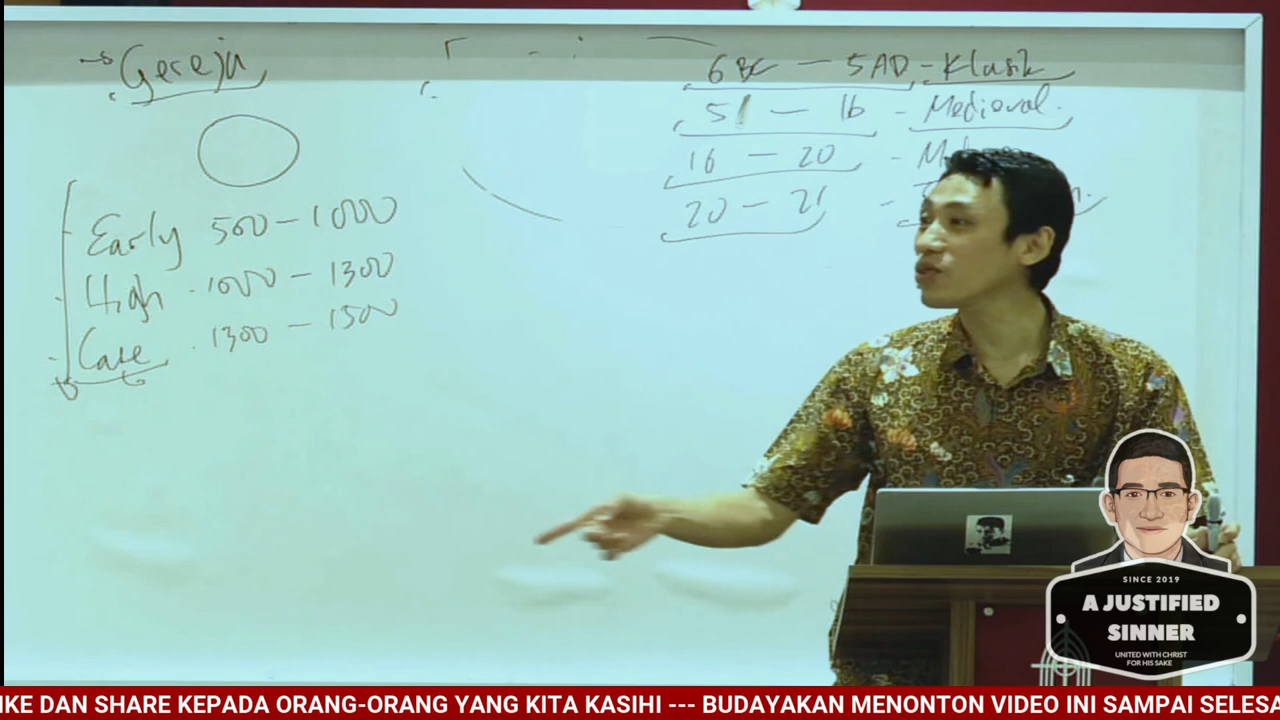 Gereja
Early 500 - 1000
High 1000 - 1300
Late 1300 - 1500
6 BC - 5 AD - Klasik
5 - 16 - Medieval
16 - 20 -
20 - 21 -
SINCE 2019
A JUSTIFIED
SINNER
UNITED WITH CHRIST
FOR HIS SAKE
IKE DAN SHARE KEPADA ORANG-ORANG YANG KITA KASIHI --- BUDAYAKAN MENONTON VIDEO INI SAMPAI SELESA